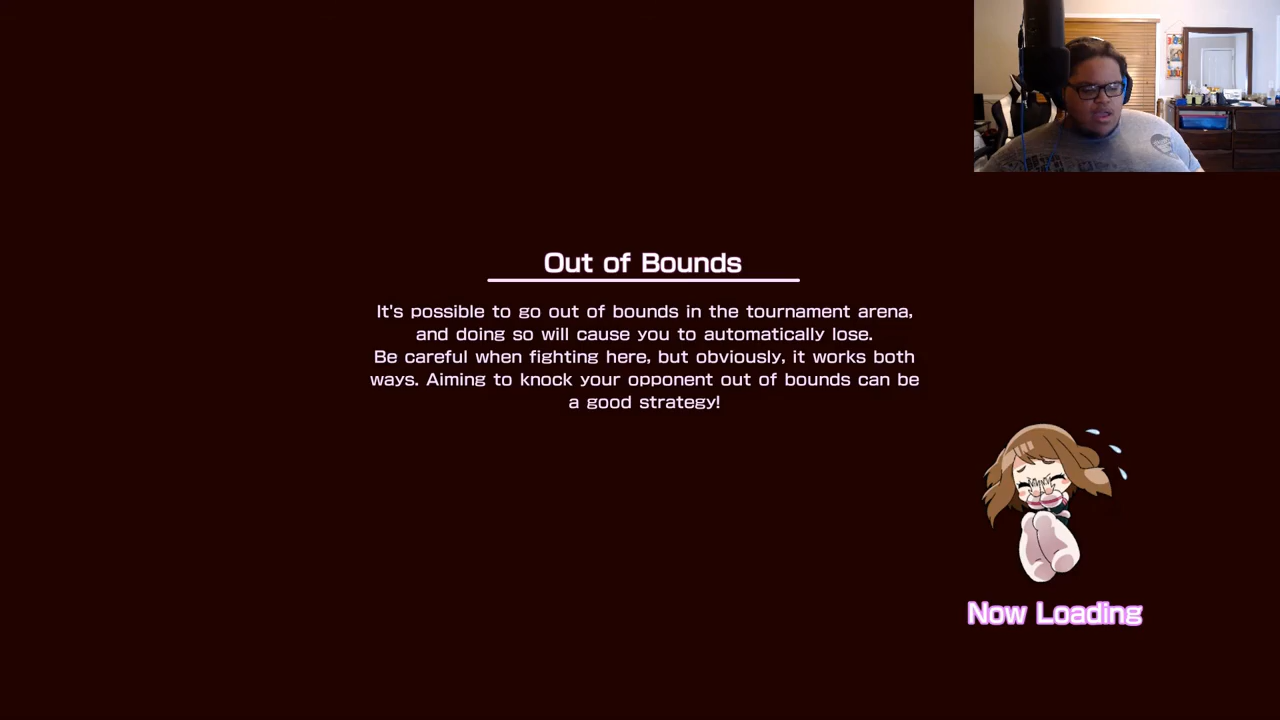 Out of Bounds
It's possible to go out of bounds in the tournament arena,
and doing so will cause you to automatically lose.
Be careful when fighting here, but obviously, it works both
ways. Aiming to knock your opponent out of bounds can be
a good strategy!
Now Loading